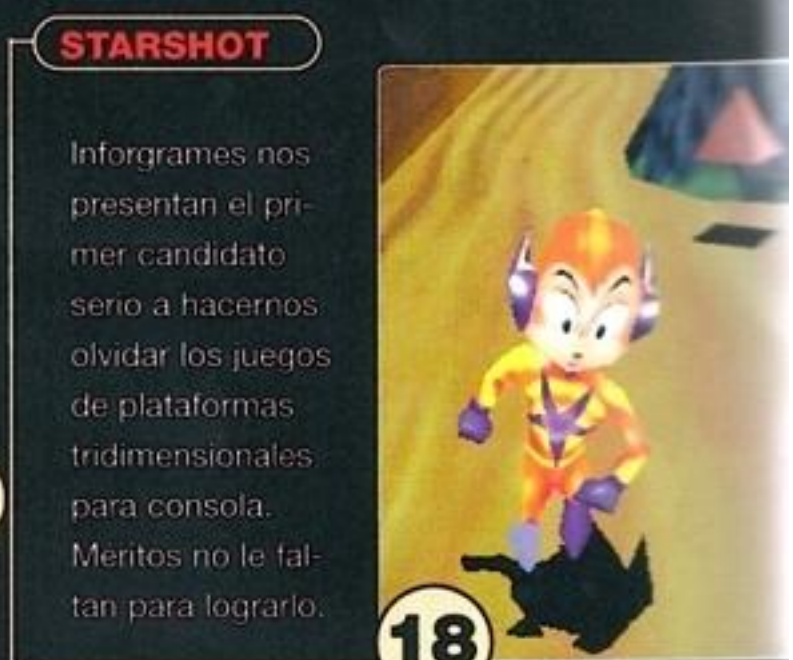 STARSHOT
Inforgrames nos
presentan el pri-
mer candidato
serio a hacernos
olvidar los juegos
de plataformas
tridimensionales
para consola.
Meritos no le fal-
tan para lograrlo.
18